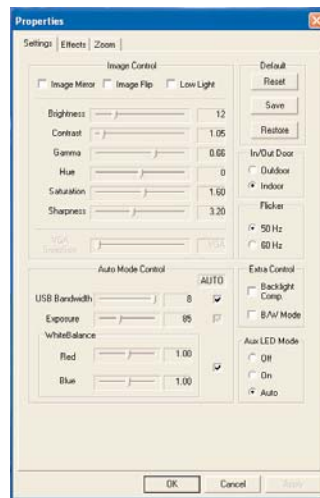 Properties
Settings Effects Zoom
Image Control
Image Mirror Image Flip Low Light
Brightness 12
Contrast 1.05
Gamma 0.66
Hue 0
Saturation 1.60
Sharpness 3.20
VGA
Auto Mode Control
AUTO
USB Bandwidth 8
Exposure 85
WhiteBalance
Red 1.00
Blue 1.00
Default
Reset
Save
Restore
In/Out Door
Outdoor
Indoor
Flicker
50 Hz
60 Hz
Extra Control
Backlight
Comp.
B/W Mode
Aux LED Mode
Off
On
Auto
OK Cancel Apply